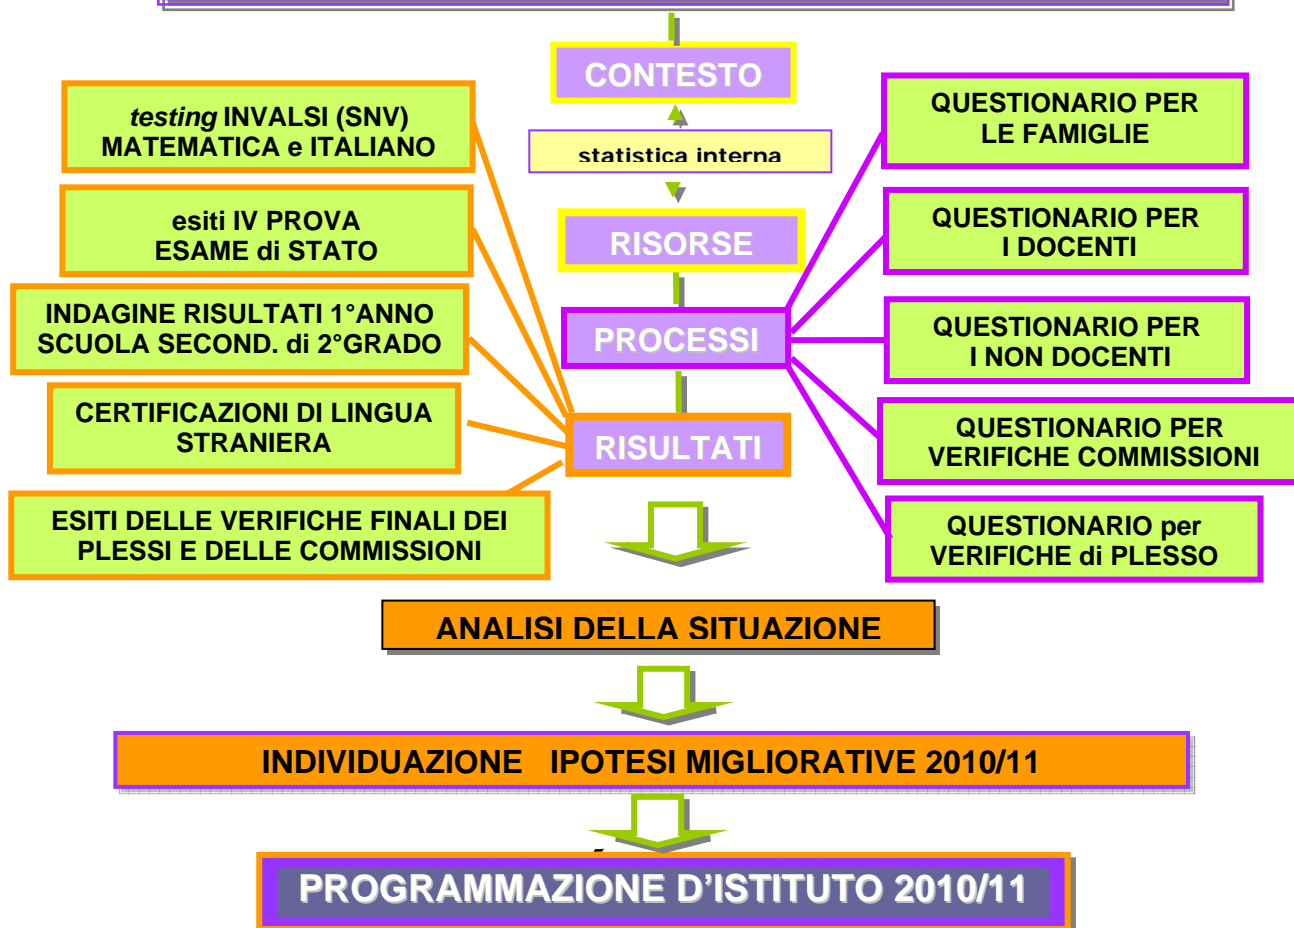 CONTESTO
statistica interna
RISORSE
PROCESSI
RISULTATI
testing INVALSI (SNV)
MATEMATICA e ITALIANO
esiti IV PROVA
ESAME di STATO
INDAGINE RISULTATI 1°ANNO
SCUOLA SECOND. di 2°GRADO
CERTIFICAZIONI DI LINGUA
STRANIERA
ESITI DELLE VERIFICHE FINALI DEI
PLESSI E DELLE COMMISSIONI
QUESTIONARIO PER
LE FAMIGLIE
QUESTIONARIO PER
I DOCENTI
QUESTIONARIO PER
I NON DOCENTI
QUESTIONARIO PER
VERIFICHE COMMISSIONI
QUESTIONARIO per
VERIFICHE di PLESSO
ANALISI DELLA SITUAZIONE
INDIVIDUAZIONE IPOTESI MIGLIORATIVE 2010/11
PROGRAMMAZIONE D'ISTITUTO 2010/11